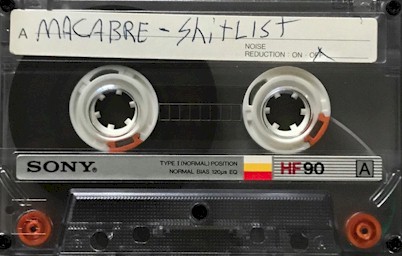 A MACABRE - ShitLIST
NOISE
REDUCTION : ON · OFF
SONY®
TYPE I (NORMAL) POSITION
NORMAL BIAS 120µs EQ
HF90
A